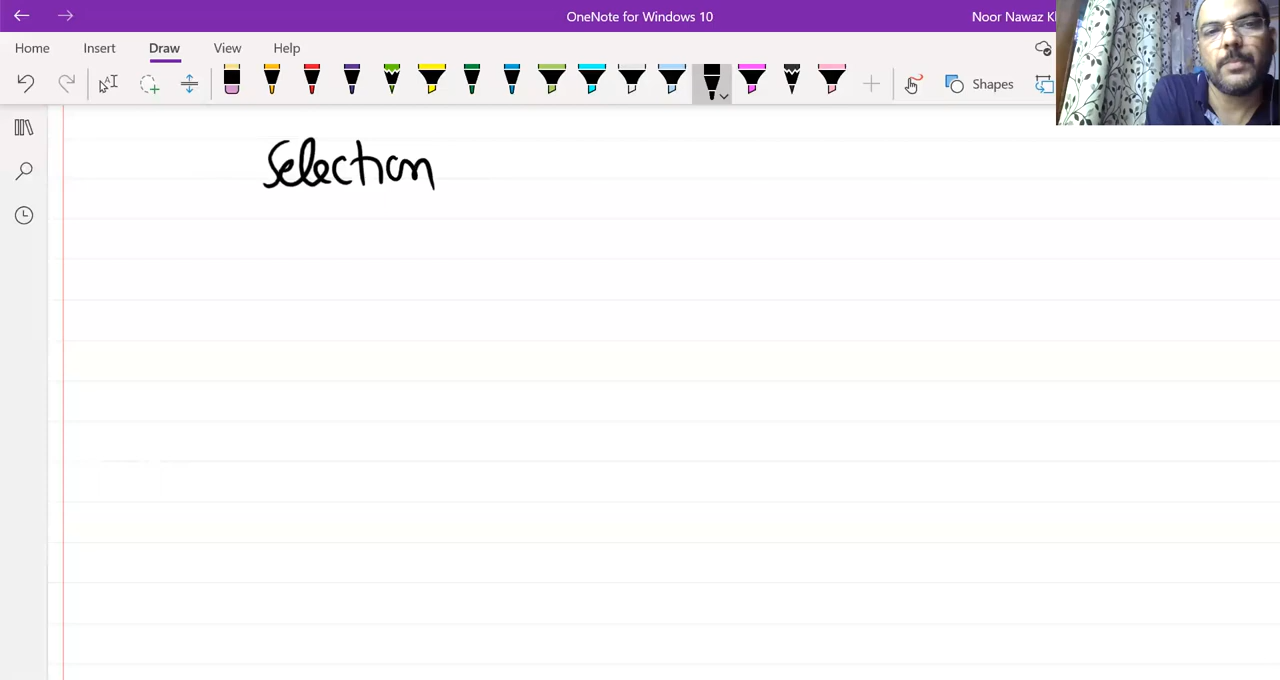 OneNote for Windows 10
Noor Nawaz Kl
Home Insert Draw View Help
Shapes
Selection